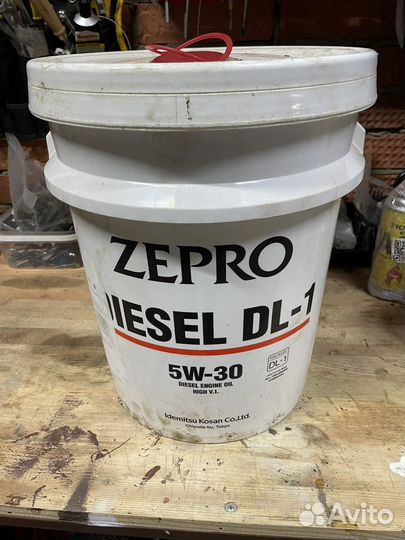 ZEPRO
DIESEL DL-1
5W-30
DIESEL ENGINE OIL
HIGH V.I.
DL-1
Idemitsu Kosan Co.,Ltd.
Chiyoda-ku, Tokyo
Avito